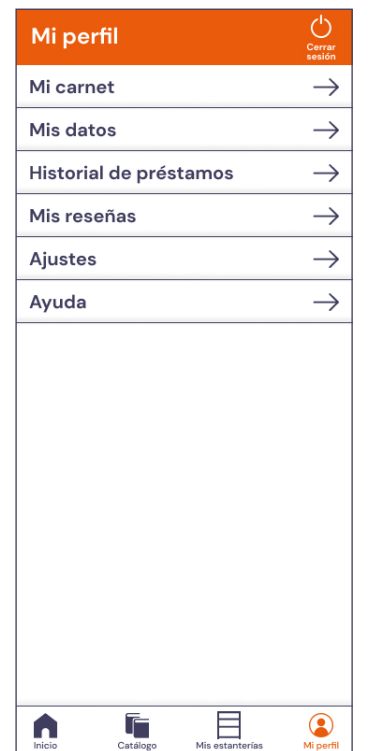 Mi perfil
Cerrar
sesión
Mi carnet
Mis datos
Historial de préstamos
Mis reseñas
Ajustes
Ayuda
Inicio
Catálogo
Mis estanterías
Mi perfil